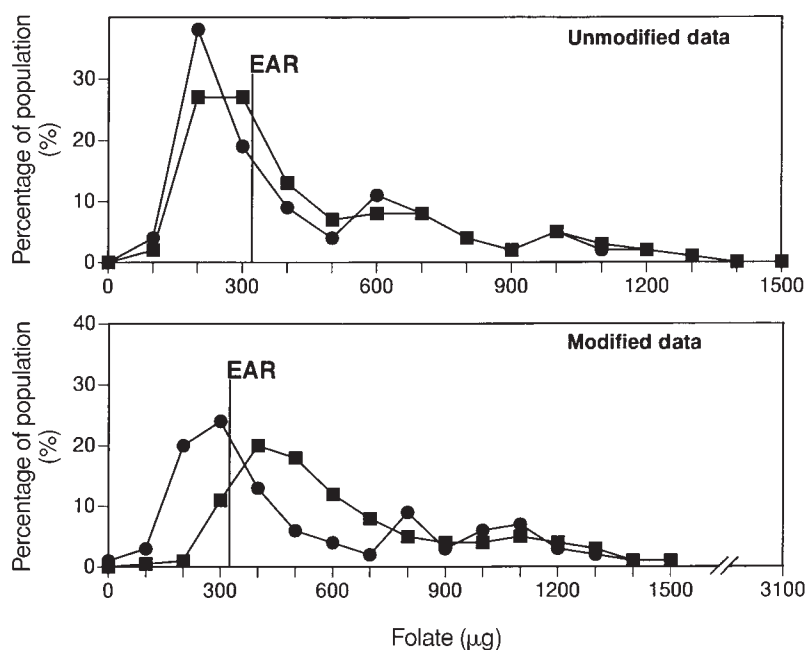 Unmodified data
EAR
Percentage of population
(%)
30
20
10
0
0 300 600 900 1200 1500
Modified data
EAR
Percentage of population
(%)
40
30
20
10
0
0 300 600 900 1200 1500 3100
Folate (µg)